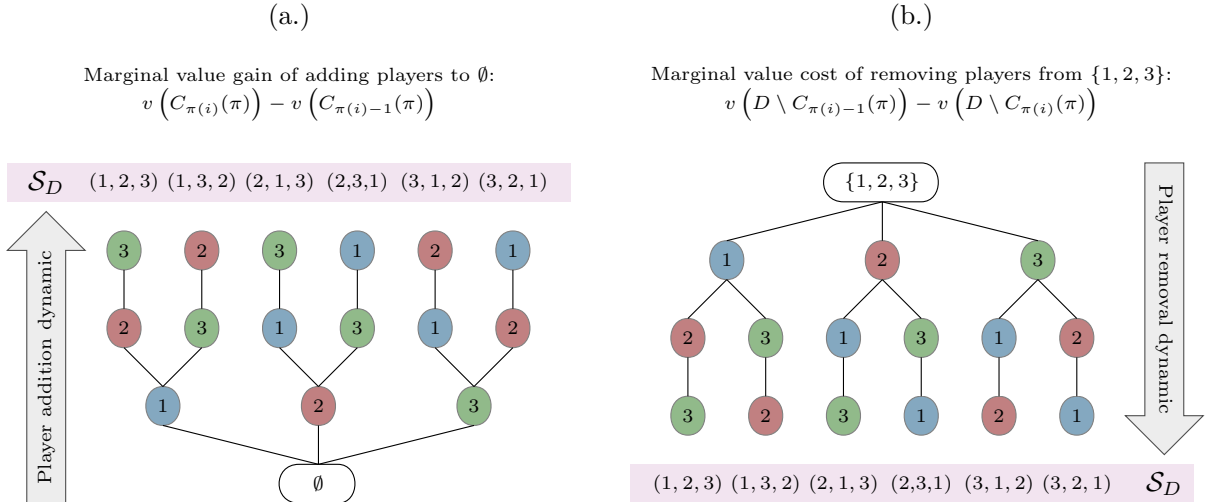 (a.)
Marginal value gain of adding players to ∅:
v (C_{π(i)}(π)) − v (C_{π(i)−1}(π))
S_D (1, 2, 3) (1, 3, 2) (2, 1, 3) (2,3,1) (3, 1, 2) (3, 2, 1)
Player addition dynamic
3 2 3 1 2 1
2 3 1 3 1 2
1 2 3
∅
(b.)
Marginal value cost of removing players from {1, 2, 3}:
v (D \ C_{π(i)−1}(π)) − v (D \ C_{π(i)}(π))
{1, 2, 3}
1 2 3
2 3 1 3 1 2
3 2 3 1 2 1
Player removal dynamic
(1, 2, 3) (1, 3, 2) (2, 1, 3) (2,3,1) (3, 1, 2) (3, 2, 1) S_D